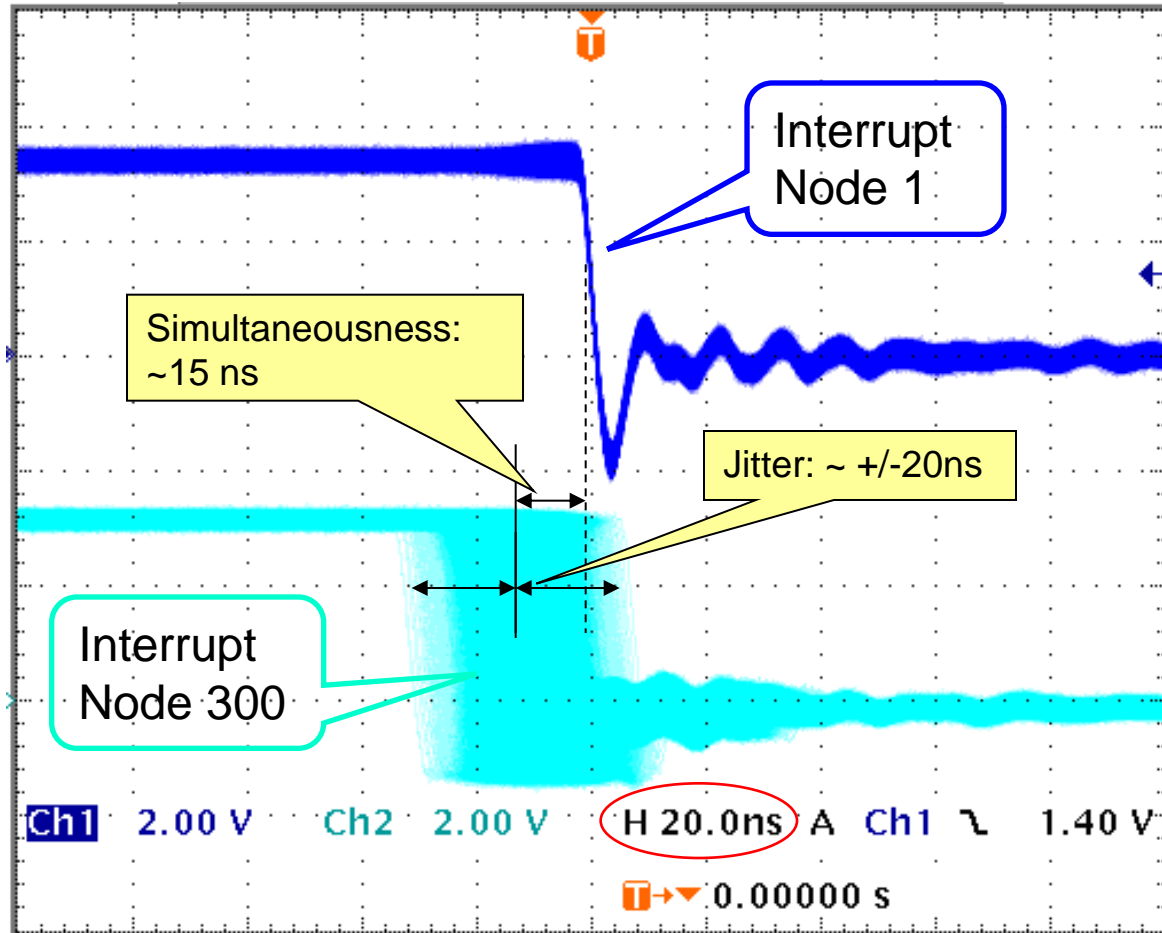 T
Interrupt
Node 1
Simultaneousness:
~15 ns
Jitter: ~ +/-20ns
Interrupt
Node 300
Ch1 2.00 V Ch2 2.00 V H 20.0ns A Ch1 1.40 V
T 0.00000 s